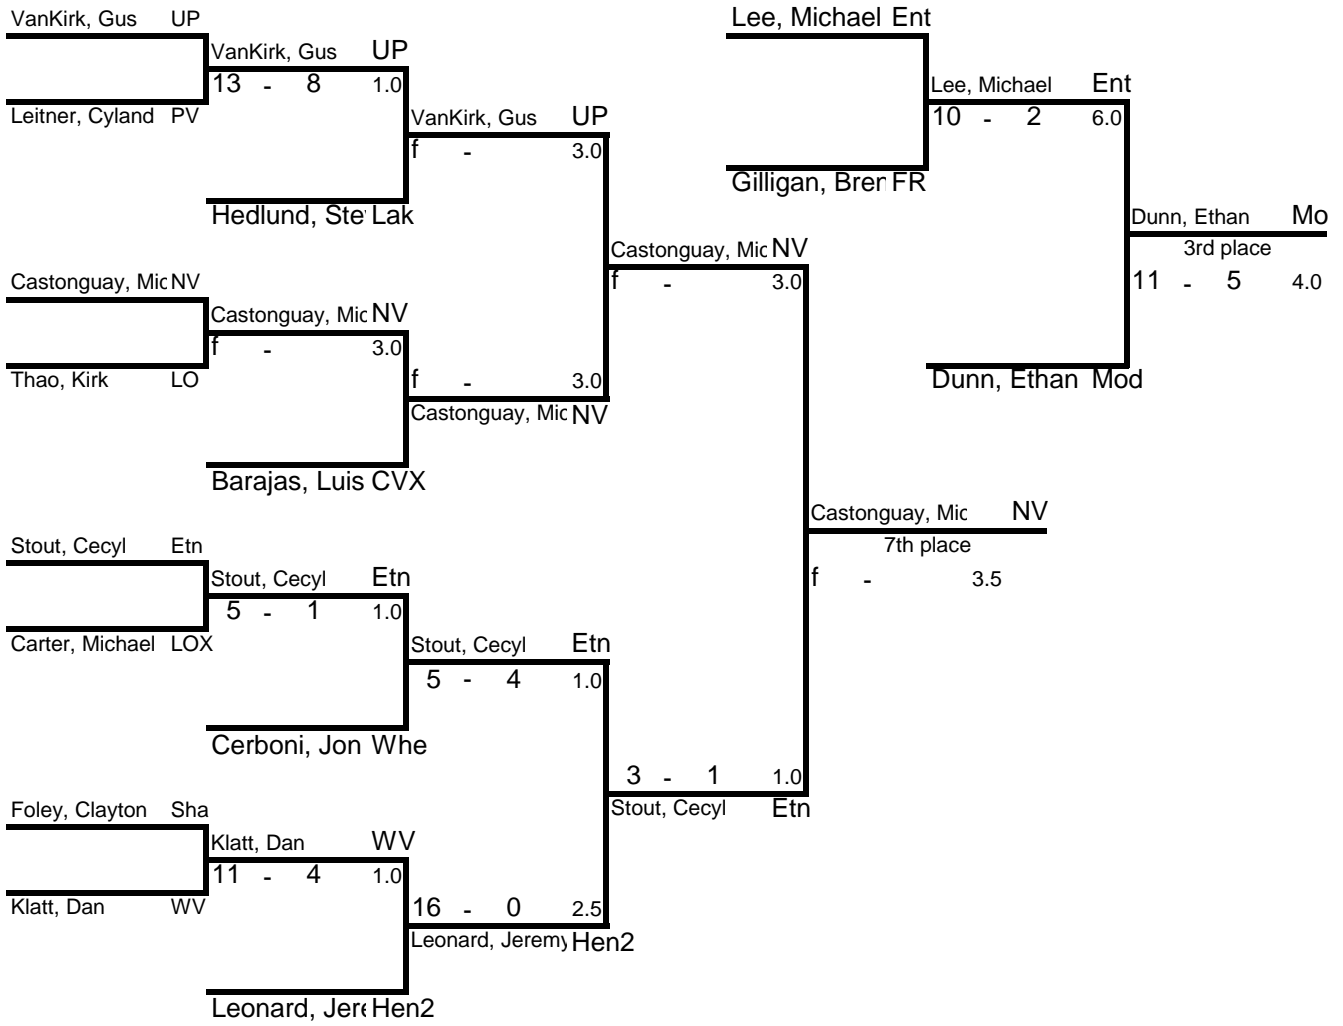 VanKirk, Gus UP
VanKirk, Gus UP
13 - 8 1.0
Leitner, Cyland PV
VanKirk, Gus UP
f - 3.0
Hedlund, Ste Lak
Castonguay, Mic NV
f - 3.0
Castonguay, Mic NV
Castonguay, Mic NV
f - 3.0
Thao, Kirk LO
f - 3.0
Castonguay, Mic NV
Barajas, Luis CVX
Castonguay, Mic NV
7th place
f - 3.5
Stout, Cecyl Etn
Stout, Cecyl Etn
5 - 1 1.0
Carter, Michael LOX
Stout, Cecyl Etn
5 - 4 1.0
Cerboni, Jon Whe
3 - 1 1.0
Stout, Cecyl Etn
Foley, Clayton Sha
Klatt, Dan WV
11 - 4 1.0
Klatt, Dan WV
16 - 0 2.5
Leonard, Jeremy Hen2
Leonard, Jere Hen2
Lee, Michael Ent
Lee, Michael Ent
10 - 2 6.0
Gilligan, Bren FR
Dunn, Ethan Mo
3rd place
11 - 5 4.0
Dunn, Ethan Mod